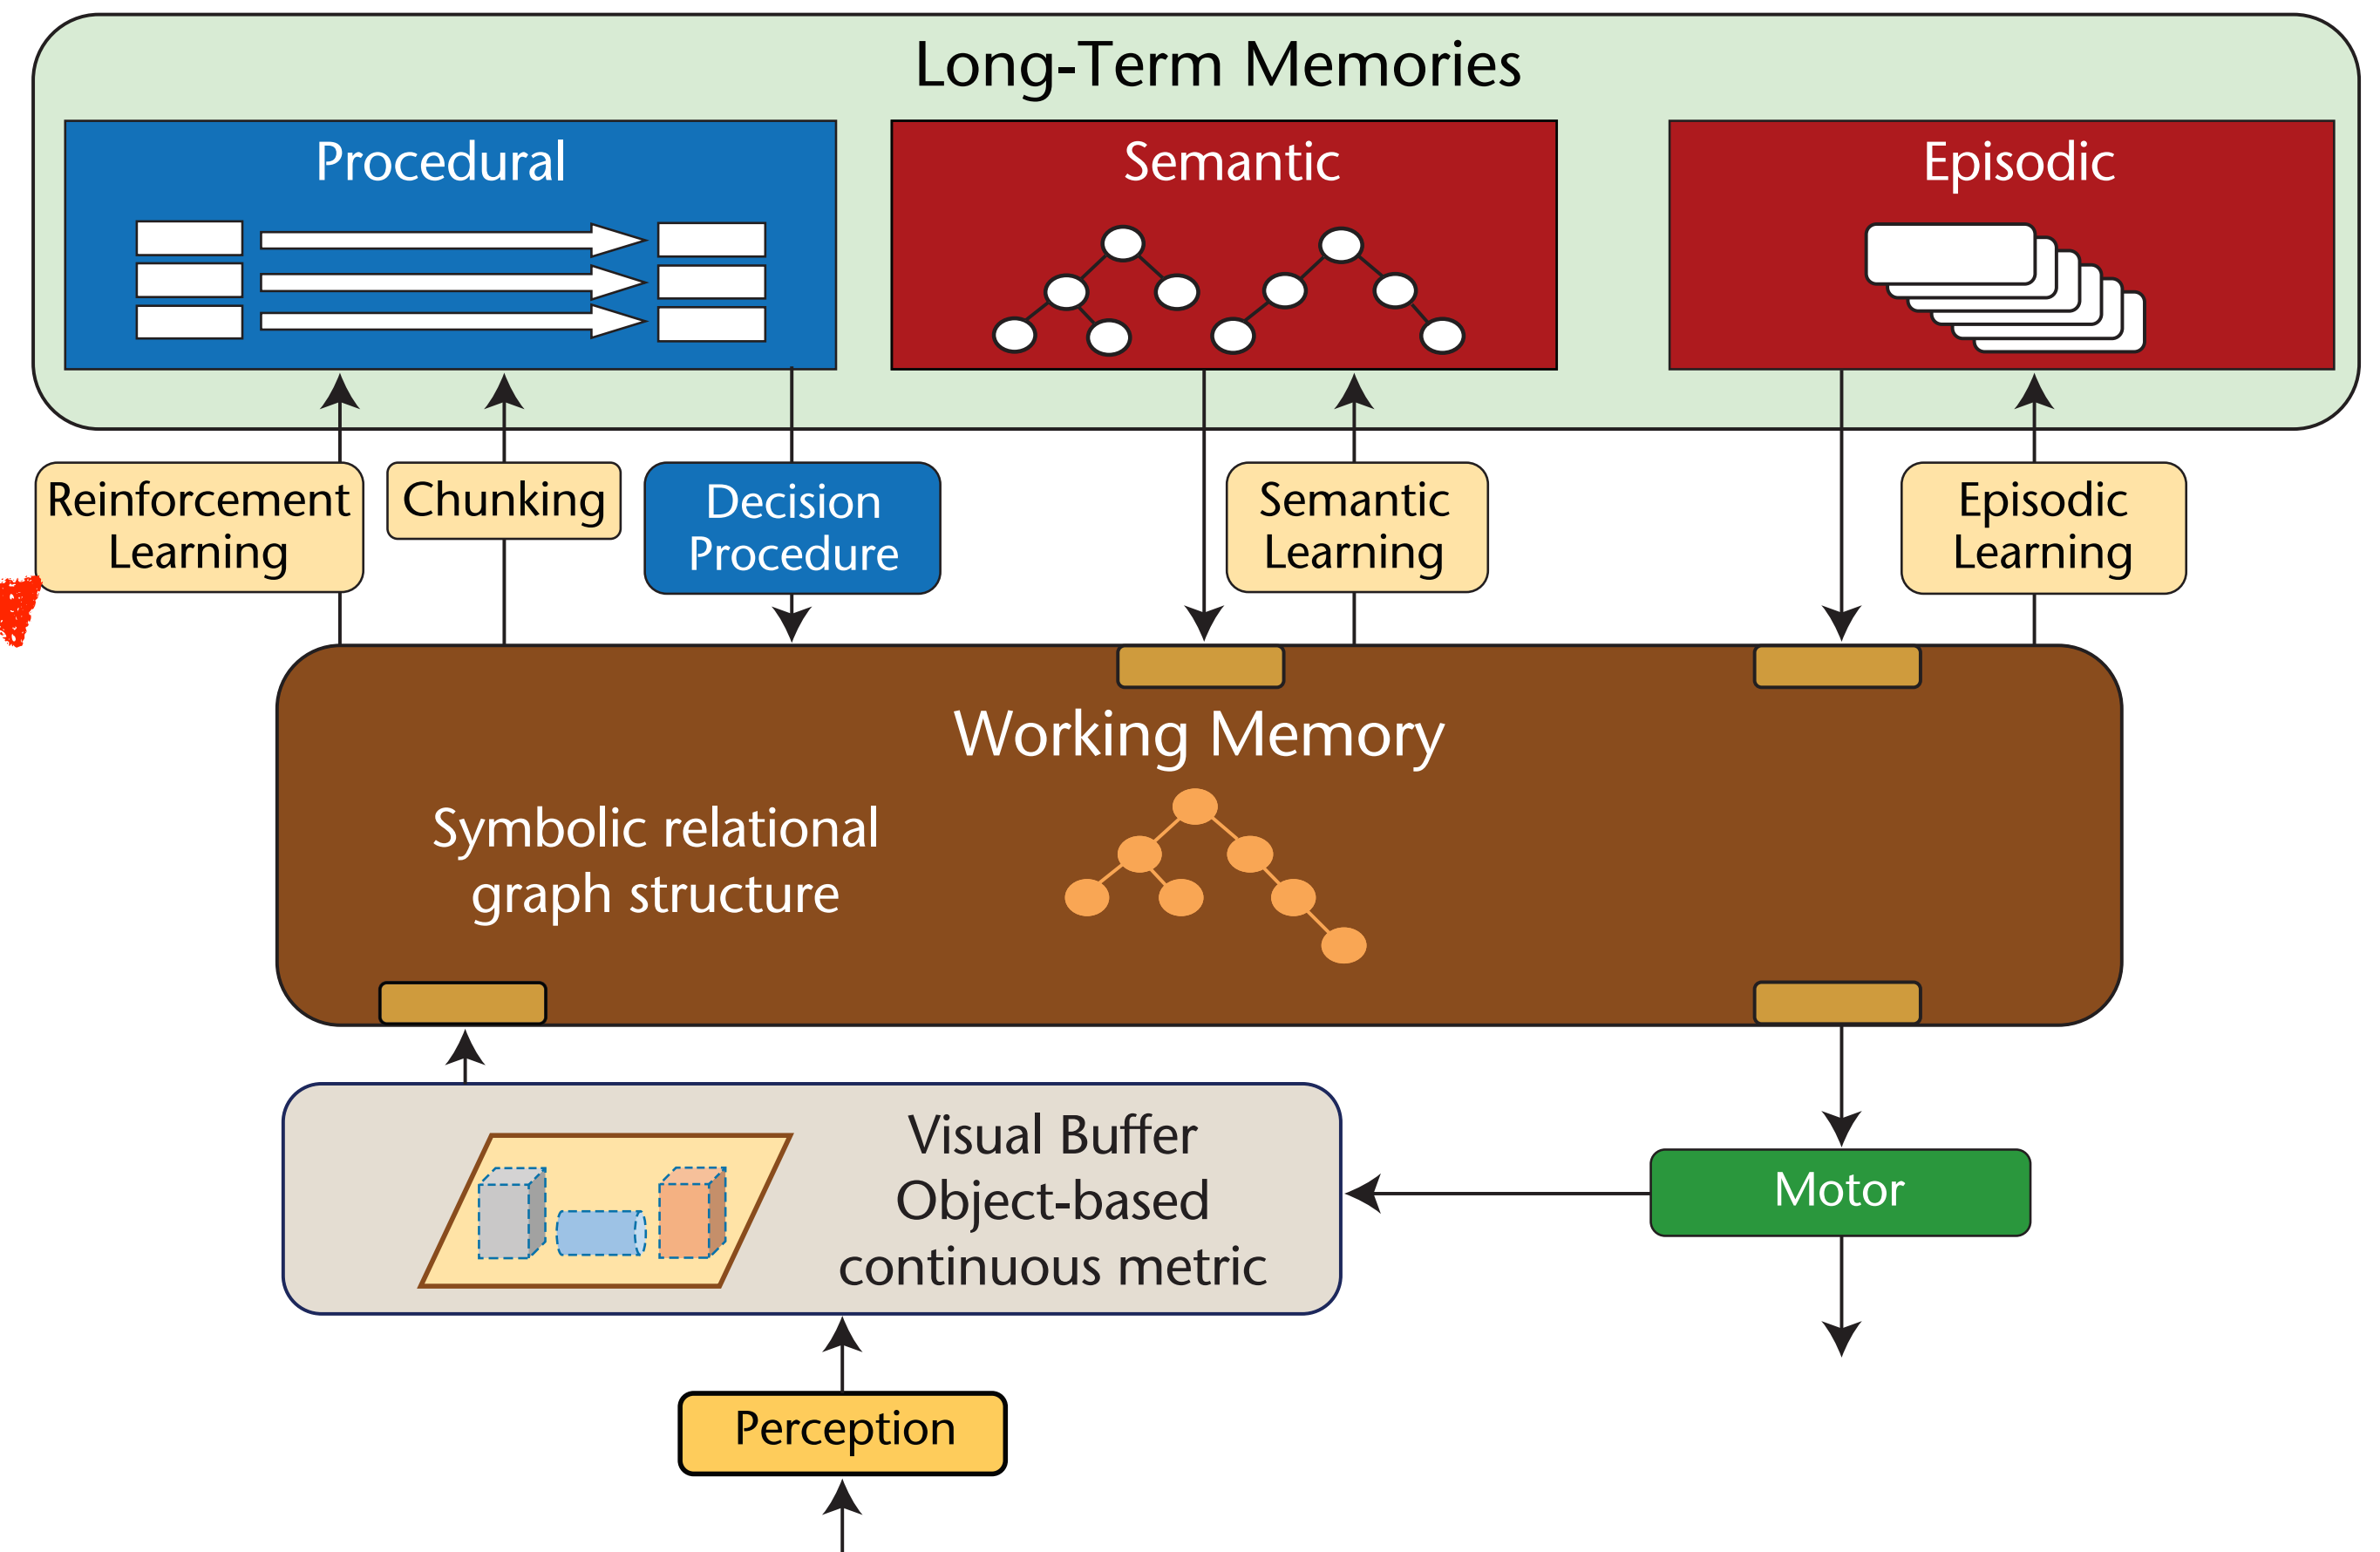 Long-Term Memories
Procedural
Semantic
Episodic
Reinforcement
Learning
Chunking
Decision
Procedure
Semantic
Learning
Episodic
Learning
Working Memory
Symbolic relational
graph structure
Visual Buffer
Object-based
continuous metric
Motor
Perception